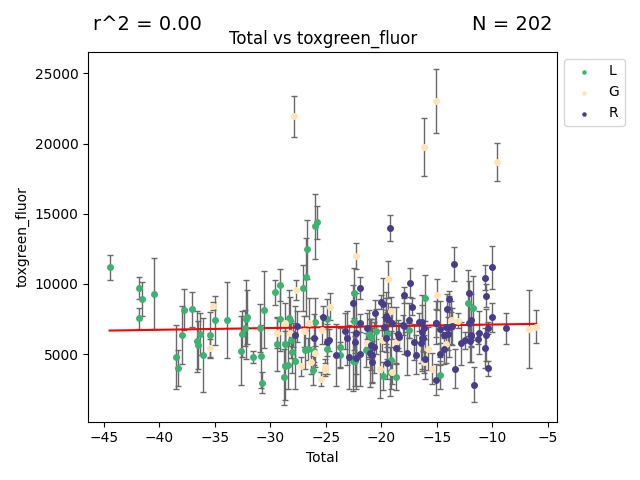 r^2 = 0.00
N = 202
Total vs toxgreen_fluor
25000
20000
15000
10000
5000
toxgreen_fluor
−45
−40
−35
−30
−25
−20
−15
−10
−5
Total
L
G
R